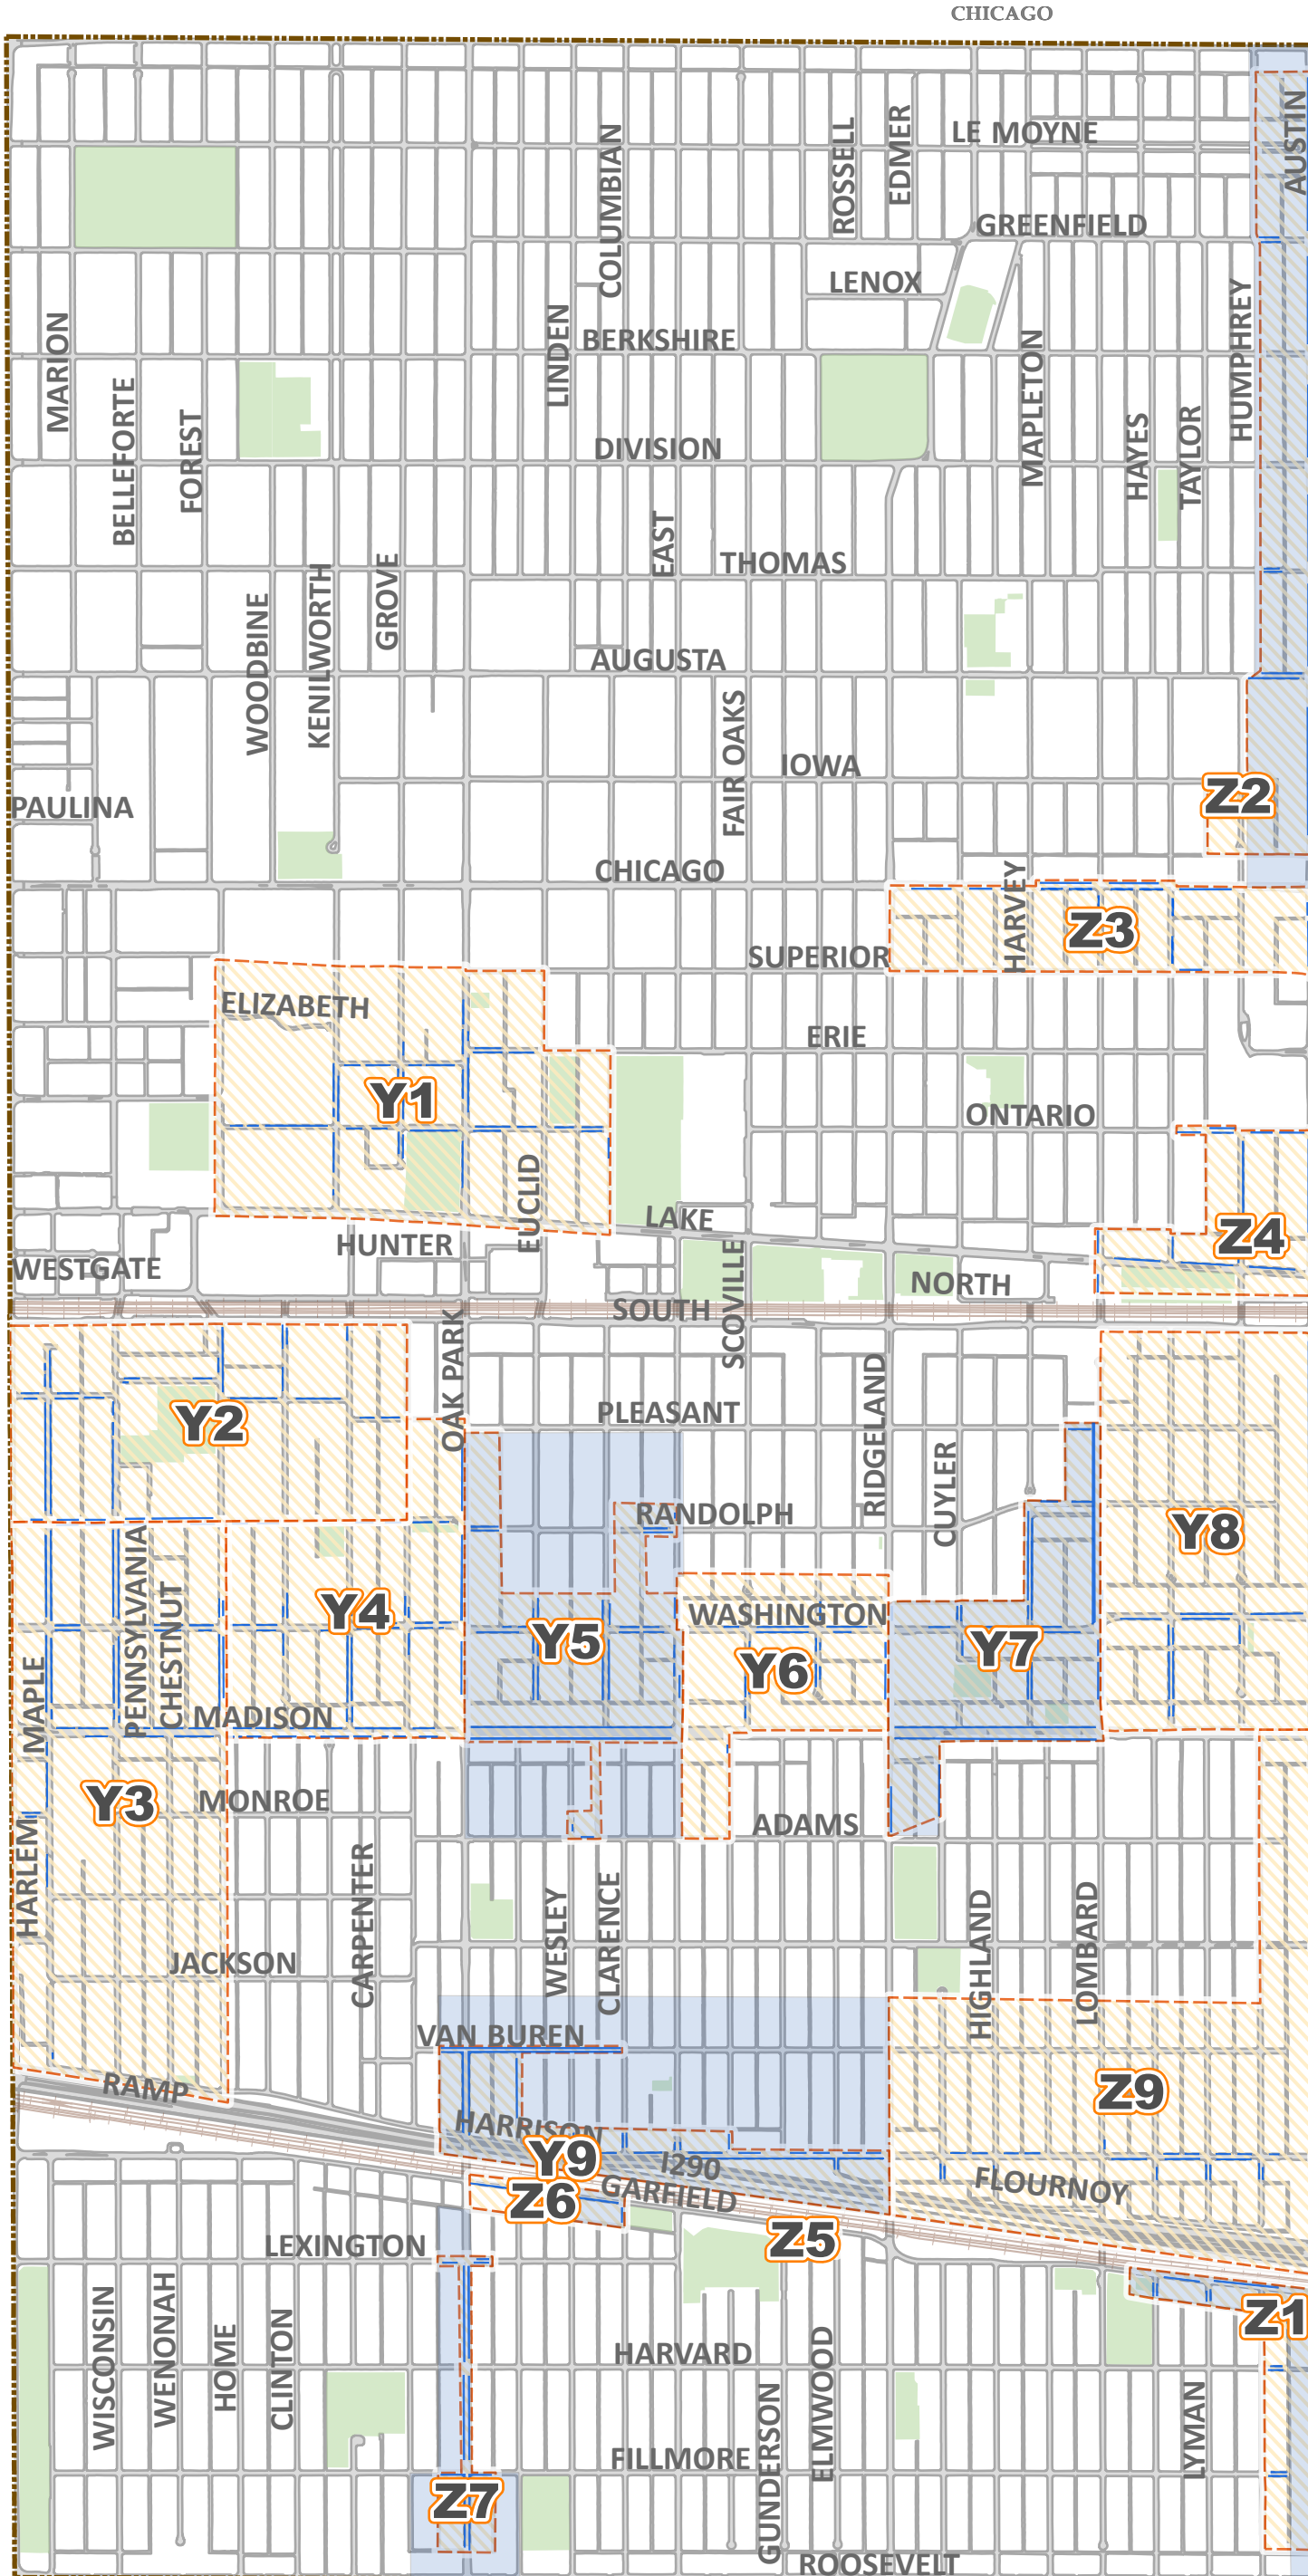 CHICAGO
AUSTIN
LE MOYNE
EDMER
ROSSELL
COLUMBIAN
GREENFIELD
LENOX
HUMPHREY
LINDEN
MARION
BERKSHIRE
MAPLETON
BELLEFORTE
FOREST
HAYES
TAYLOR
DIVISION
EAST
THOMAS
GROVE
KENILWORTH
WOODBINE
AUGUSTA
FAIR OAKS
IOWA
Z2
PAULINA
CHICAGO
HARVEY
Z3
SUPERIOR
ELIZABETH
ERIE
Y1
ONTARIO
EUCLID
LAKE
Z4
HUNTER
WESTGATE
SCOVILLE
NORTH
SOUTH
OAK PARK
RIDGELAND
Y2
PLEASANT
CUYLER
RANDOLPH
Y8
PENNSYLVANIA
CHESTNUT
Y4
WASHINGTON
Y5
Y7
Y6
MAPLE
MADISON
Y3
MONROE
ADAMS
HARLEM
CARPENTER
WESLEY
CLARENCE
HIGHLAND
LOMBARD
JACKSON
VAN BUREN
RAMP
Z9
HARRISON
Y9
I290
GARFIELD
FLOURNOY
Z6
Z5
LEXINGTON
Z1
WISCONSIN
WENONAH
HOME
CLINTON
HARVARD
ELMWOOD
GUNDERSON
LYMAN
FILLMORE
Z7
ROOSEVELT